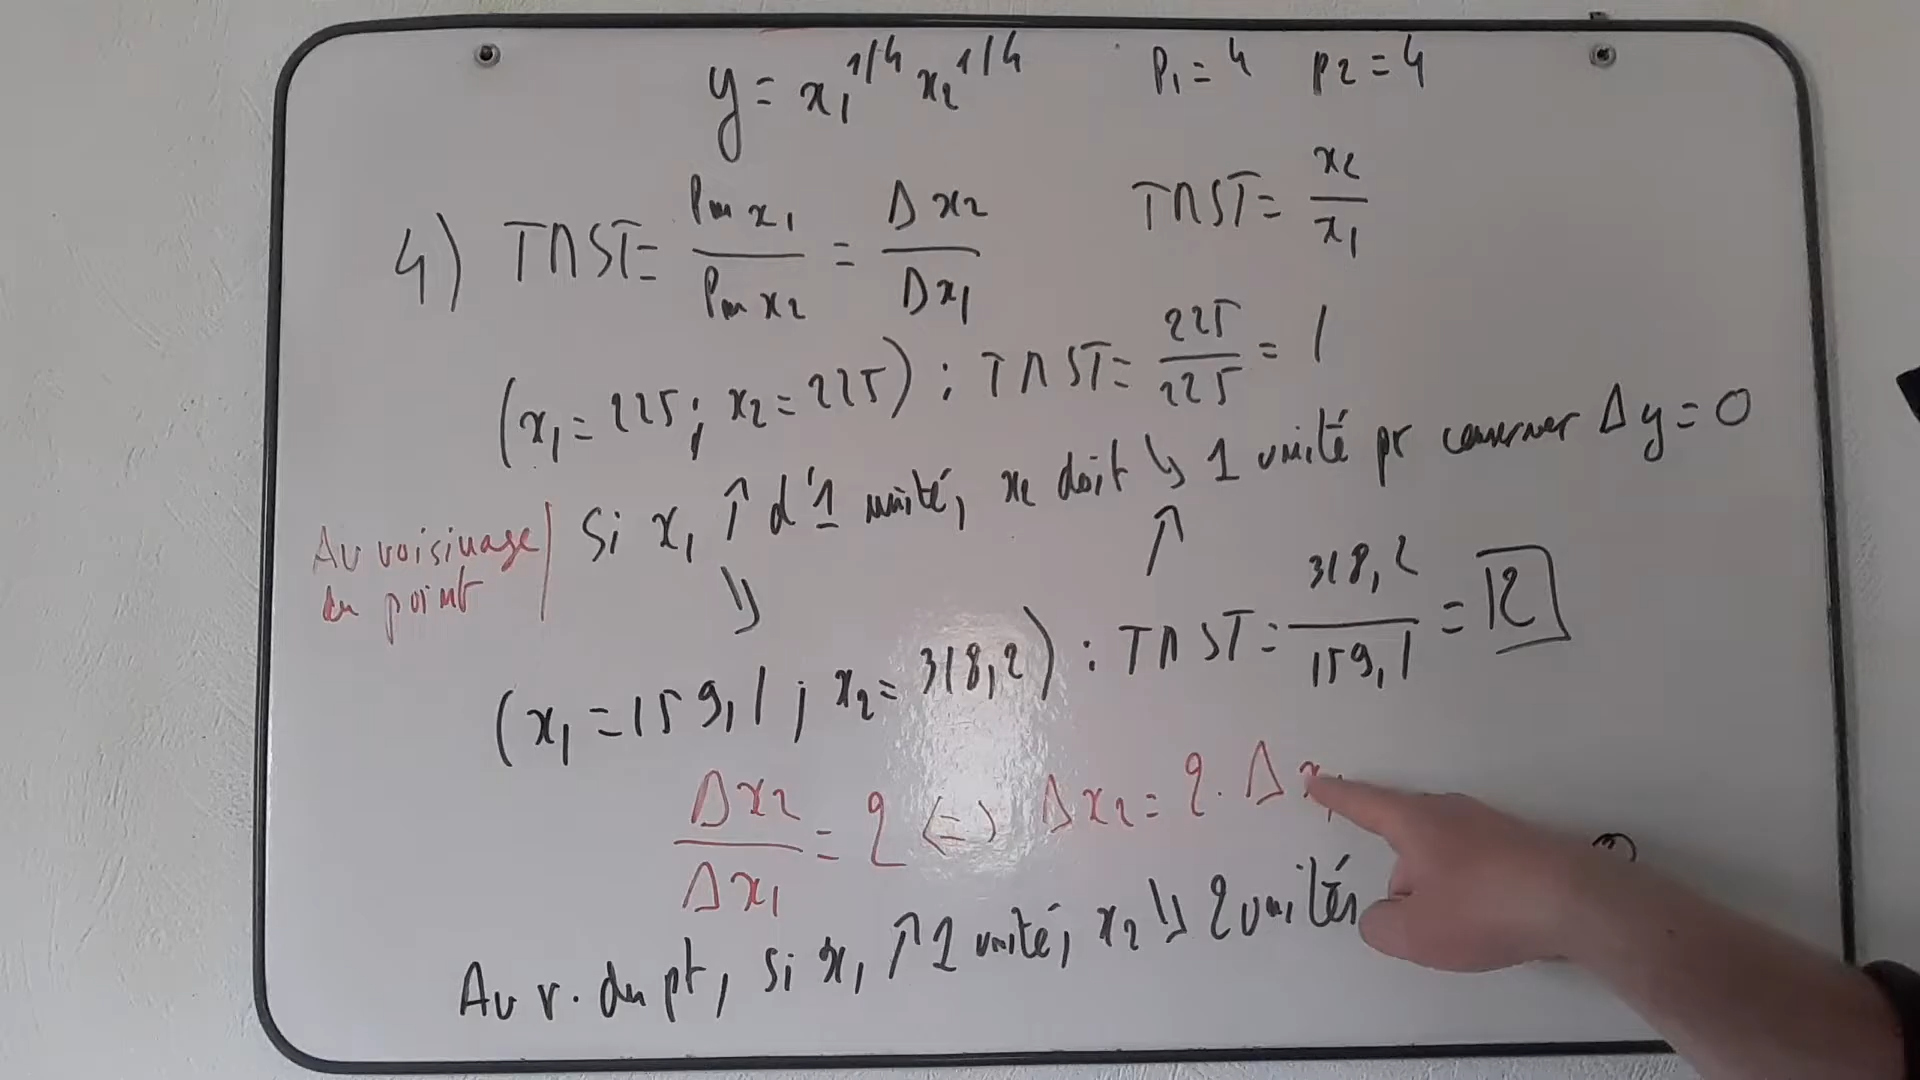 y = x₁^1/4 x₂^1/4 P₁ = 4 P2 = 4
4) TMST = Pm x₁ / Pm x₂ = Δx₂ / Δx₁ TMST = x₂ / x₁
(x₁ = 225 ; x₂ = 225) : TMST = 225 / 225 = 1
Au voisinage du point | Si x₁ ↑ d'1 unité, x₂ doit ↘ 1 unité pr conserver Δy = 0
↘ ↑
(x₁ = 159,1 ; x₂ = 318,2) : TMST = 318,2 / 159,1 = 2
Δx₂ / Δx₁ = 2 <=> Δx₂ = 2 . Δx₁
Au v. du pt, si x₁ ↑ 1 unité, x₂ ↘ 2 unités